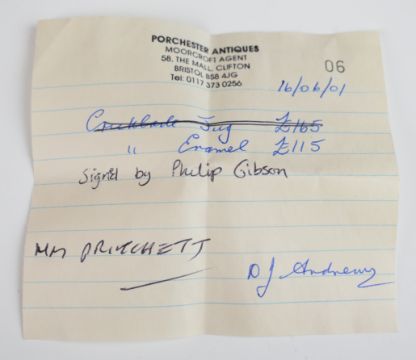 PORCHESTER ANTIQUES
MOORCROFT AGENT
58, THE MALL, CLIFTON
BRISTOL BS8 4JG
Tel: 0117 373 0256
06
16/06/01
Cricklade Jug £165
" Enamel £115
Signed by Philip Gibson
MM PRITCHETT
D J Andrews